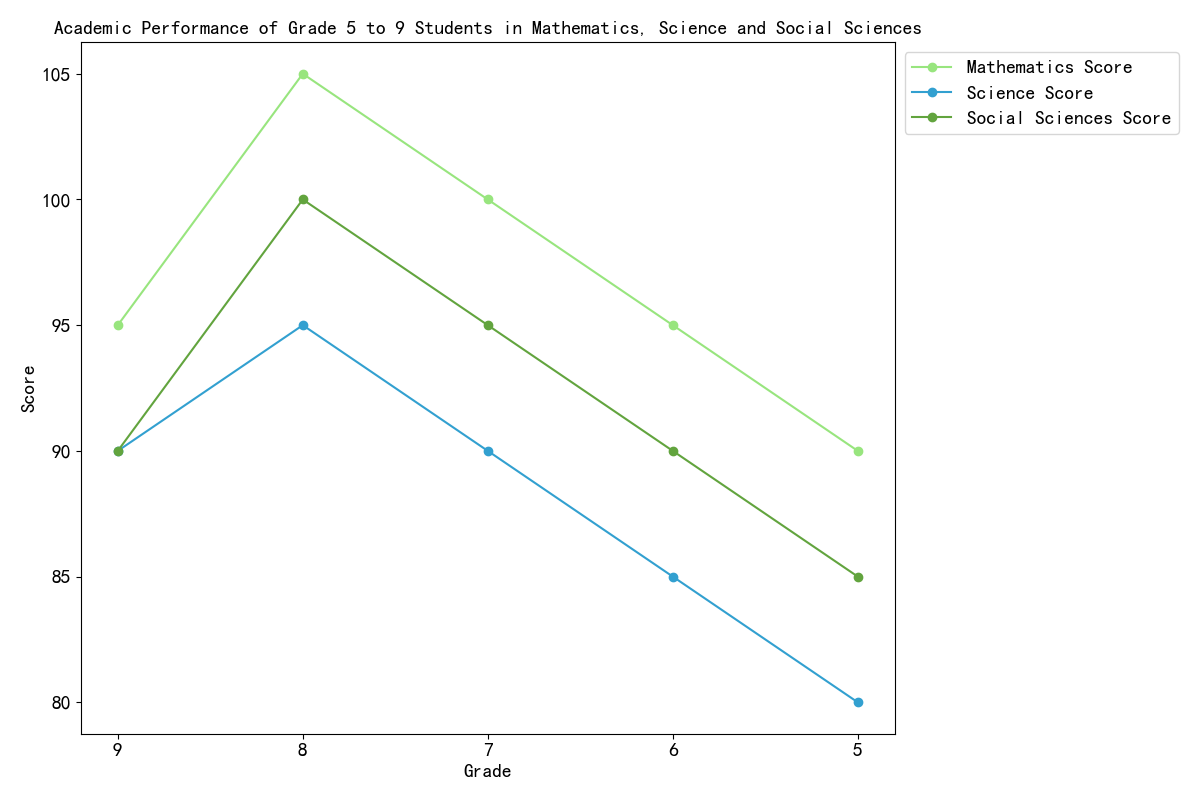 Academic Performance of Grade 5 to 9 Students in Mathematics, Science and Social Sciences
Mathematics Score
Science Score
Social Sciences Score
105
100
95
90
85
80
Score
9 8 7 6 5
Grade